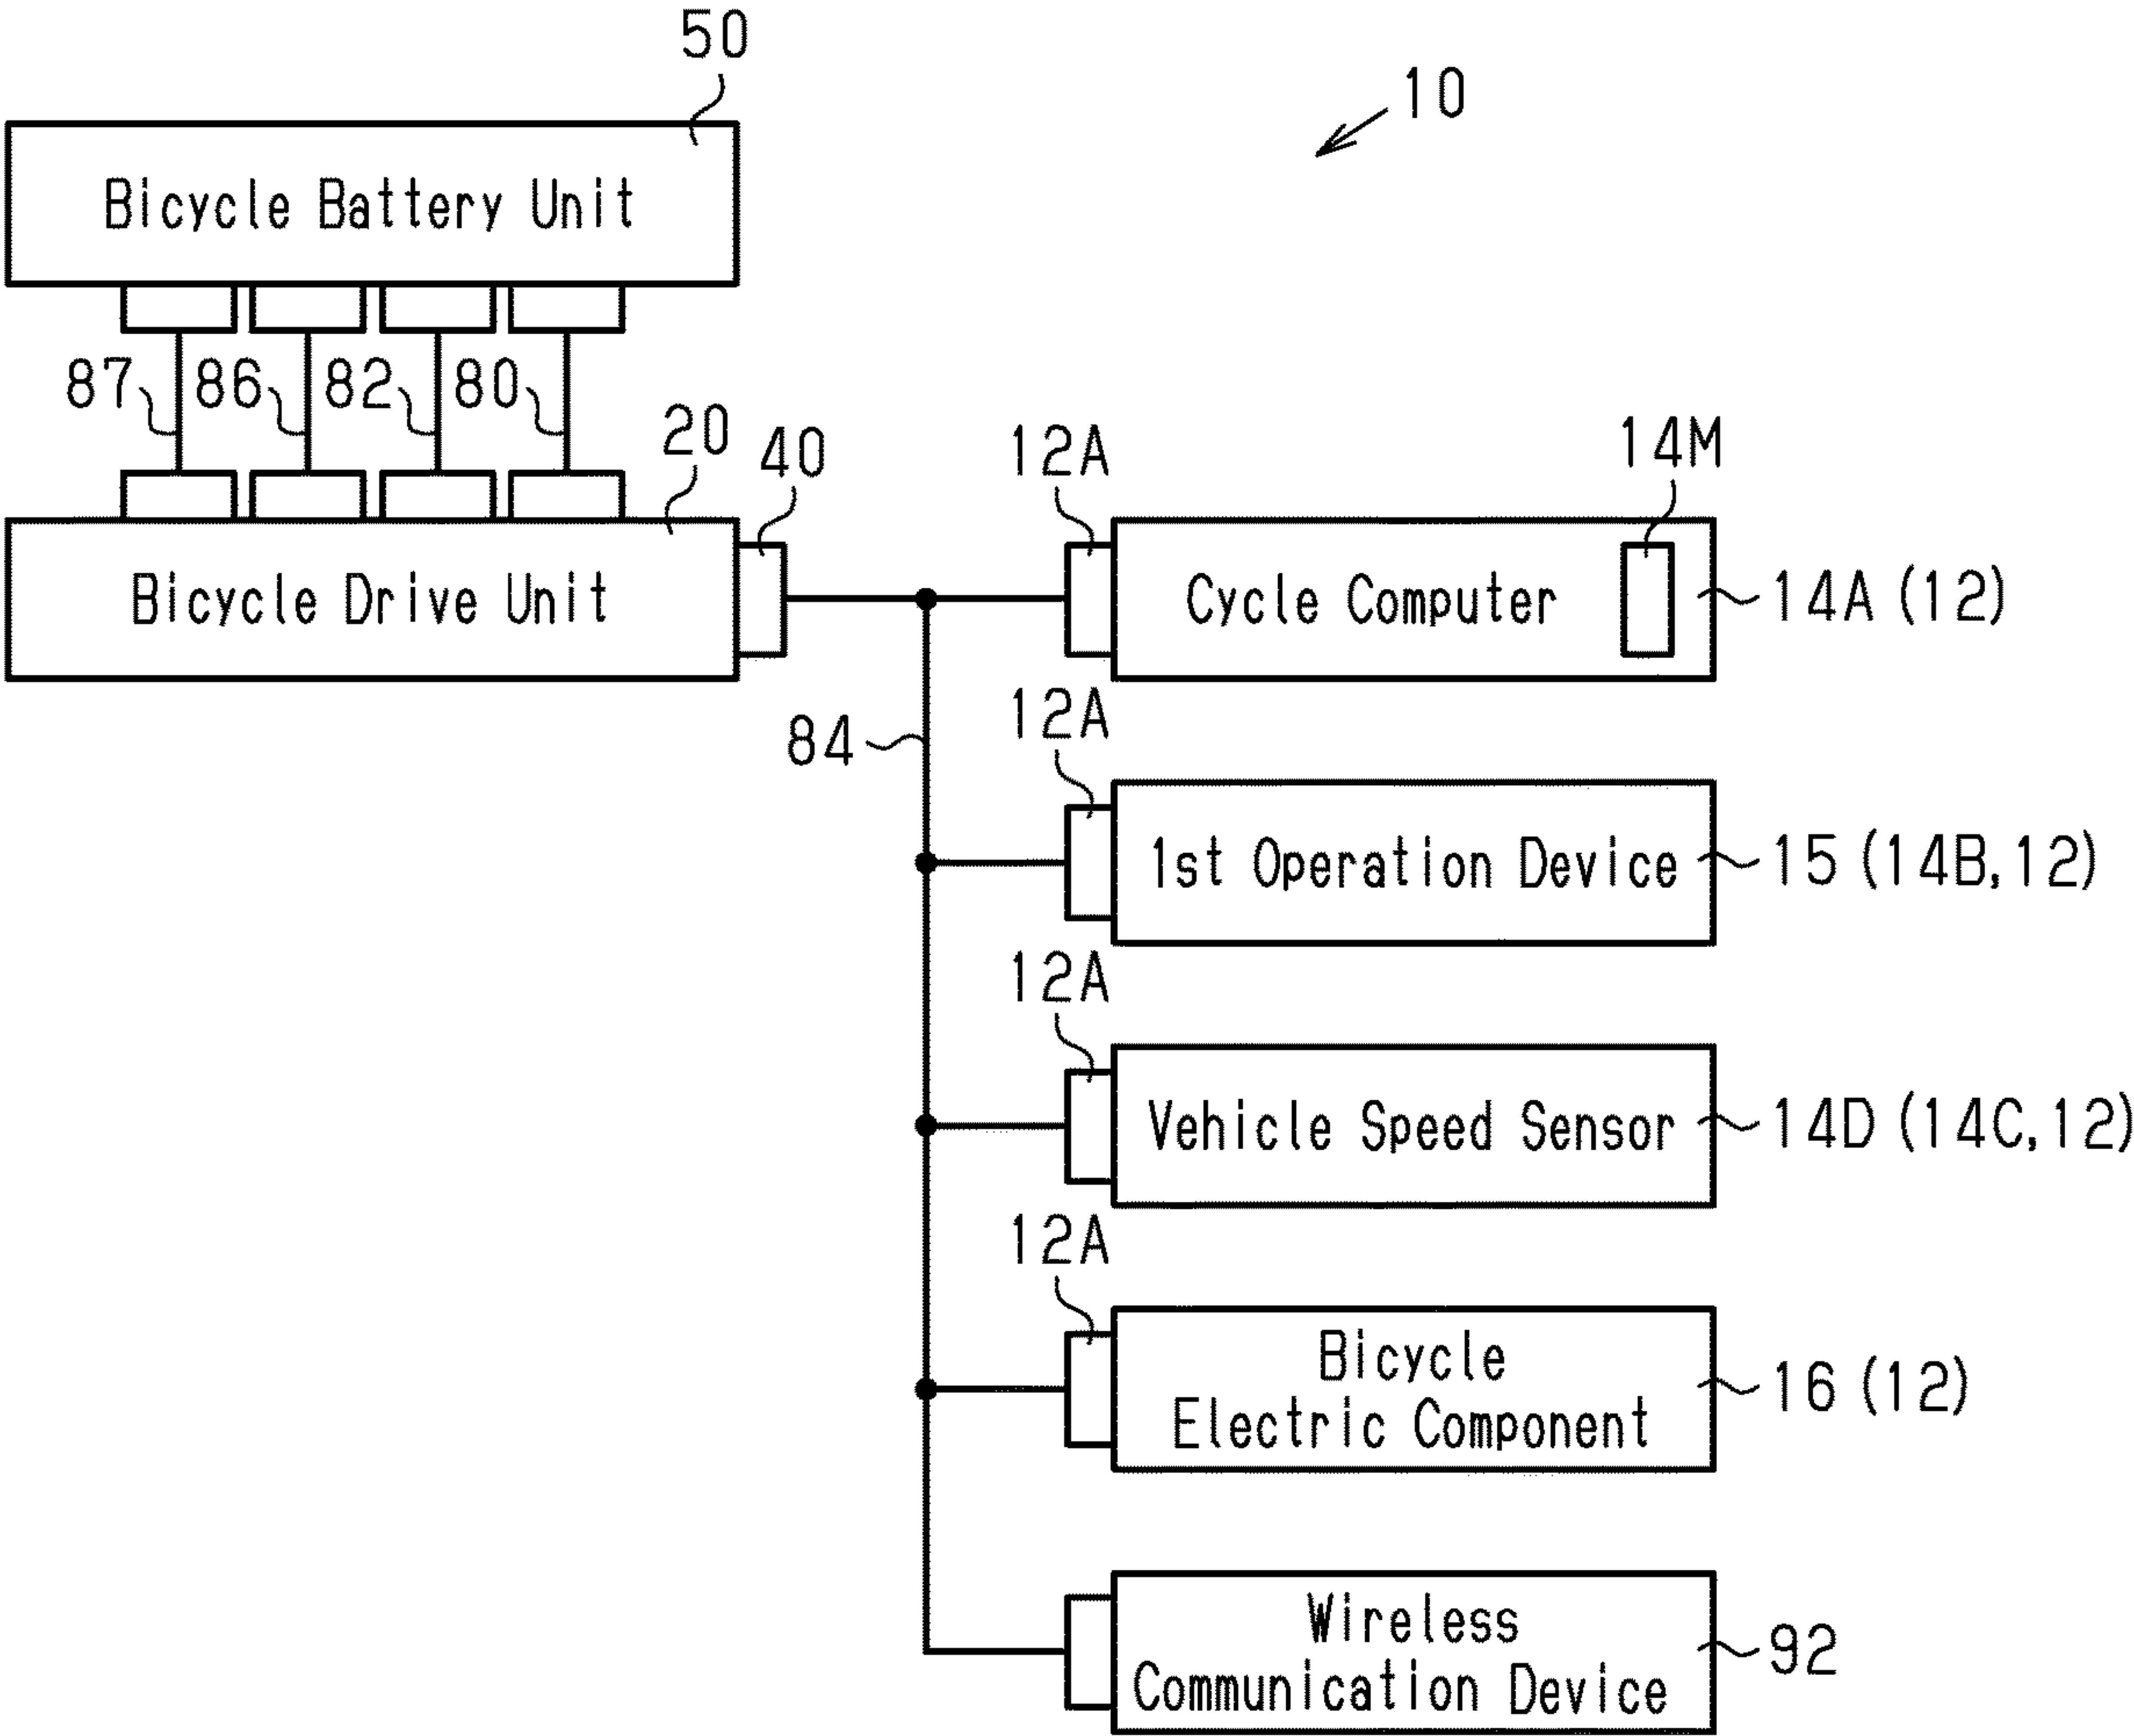 50
10
Bicycle Battery Unit
87 86 82 80
20 40 12A 14M
Bicycle Drive Unit
Cycle Computer
14A (12)
84
12A
1st Operation Device
15 (14B, 12)
12A
Vehicle Speed Sensor
14D (14C, 12)
12A
Bicycle
Electric Component
16 (12)
Wireless
Communication Device
92